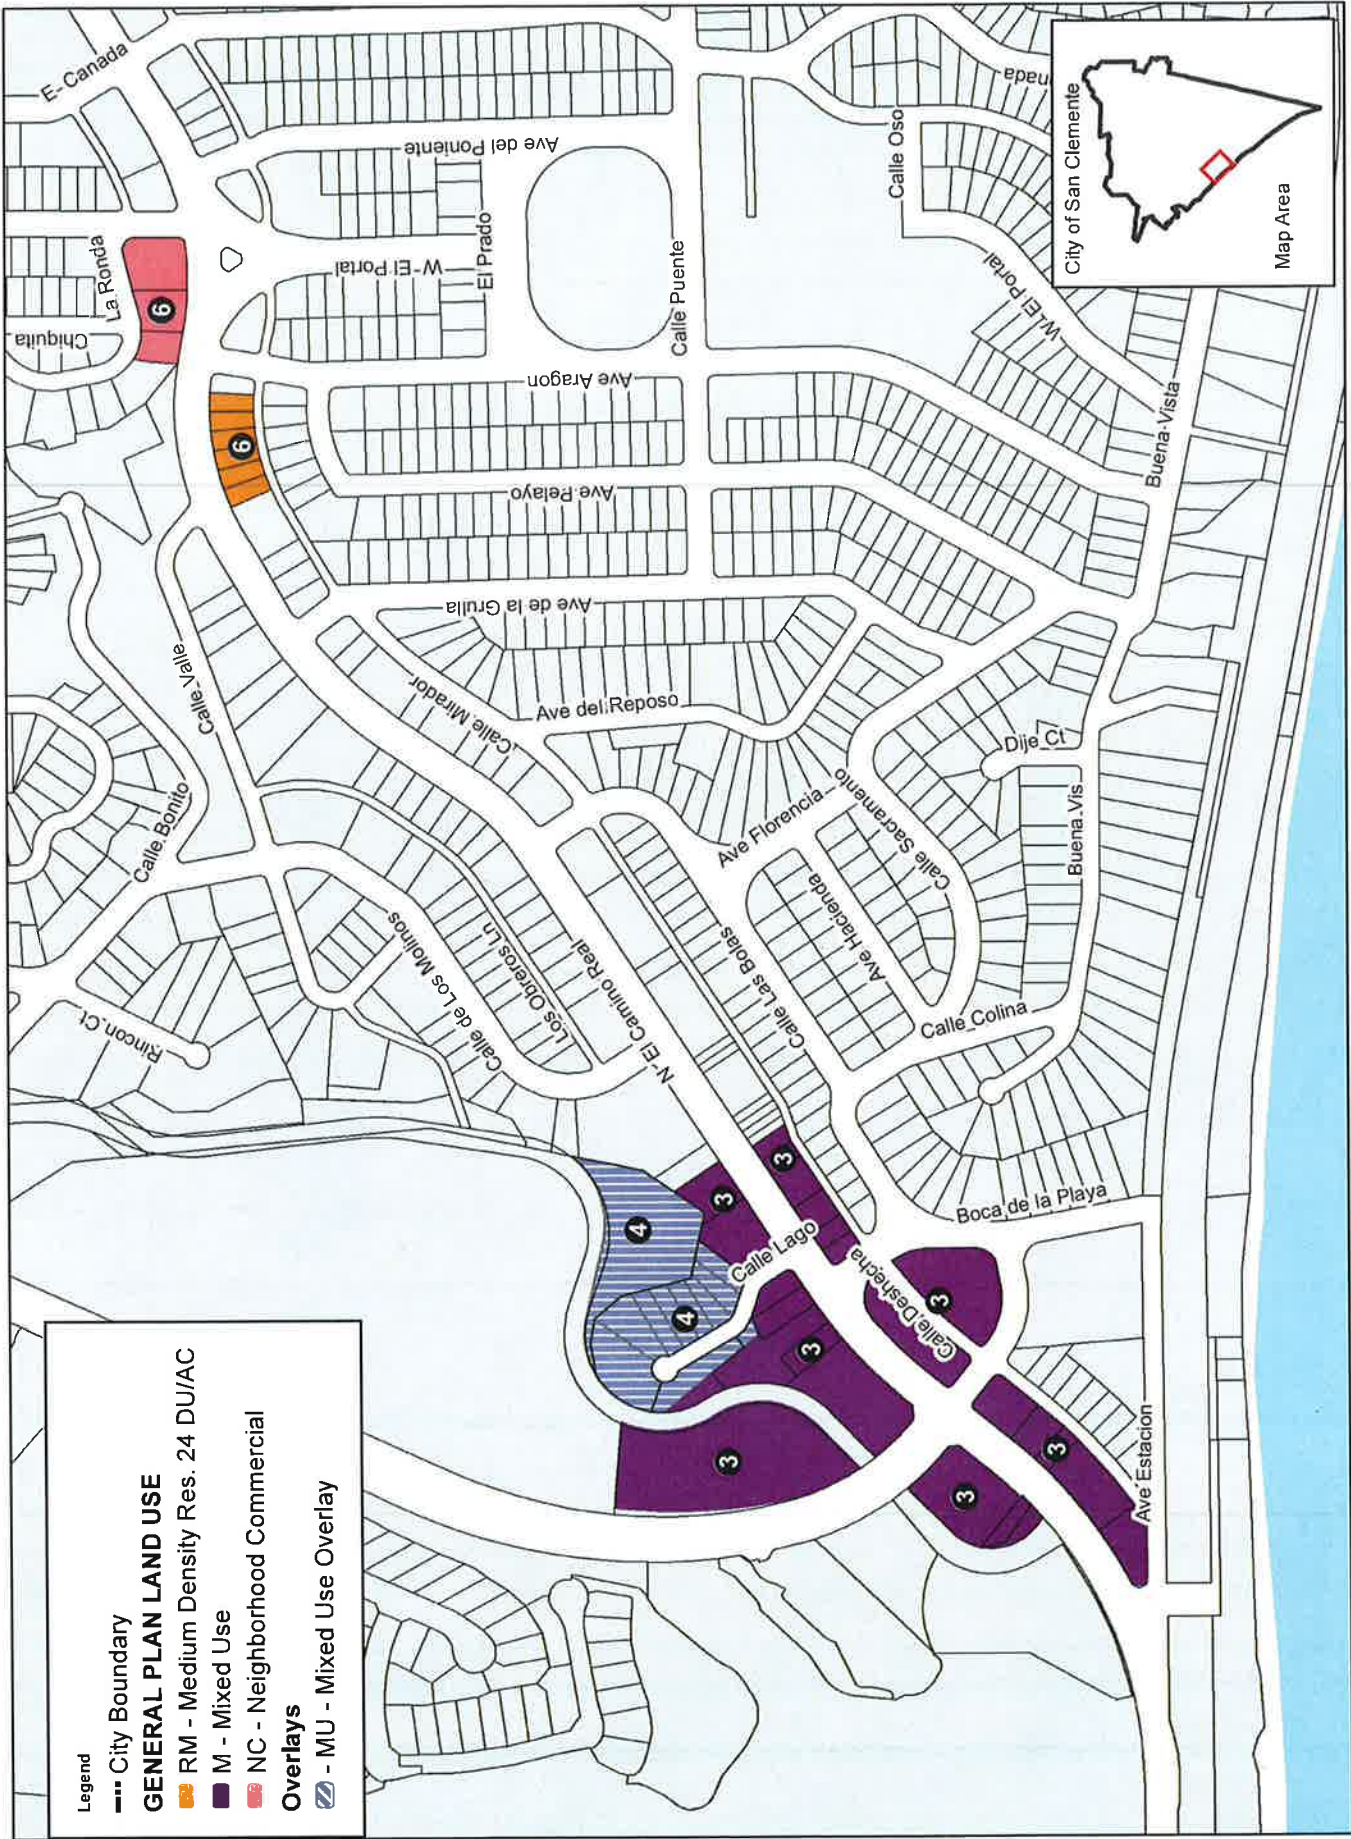 Legend
City Boundary
GENERAL PLAN LAND USE
RM - Medium Density Res. 24 DU/AC
M - Mixed Use
NC - Neighborhood Commercial
Overlays
- MU - Mixed Use Overlay
E Canada
La Ronda
Chiquita
6
6
Ave del Poniente
W El Portal
El Prado
Calle Puente
Calle Oso
W El Portal
Ave Aragon
Ave Pelayo
Ave de la Grulla
Ave del Reposo
Calle Mirador
Calle Valle
Calle Bonito
Rincon Ct
Calle de Los Molinos
Los Obreros Ln
N El Camino Real
Calle Las Bolas
Ave Florencia
Ave Hacienda
Calle Sacramento
Calle Colina
Dije Ct
Buena Vis
Buena Vista
Boca de la Playa
Calle Lago
Calle Deshecha
Ave Estacion
4
4
3
3
3
3
3
3
3
City of San Clemente
Map Area